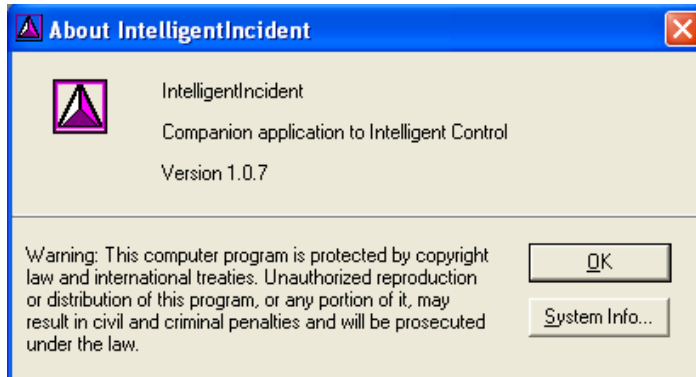 About IntelligentIncident
IntelligentIncident
Companion application to Intelligent Control
Version 1.0.7
Warning: This computer program is protected by copyright
law and international treaties. Unauthorized reproduction
or distribution of this program, or any portion of it, may
result in civil and criminal penalties and will be prosecuted
under the law.
OK
System Info...